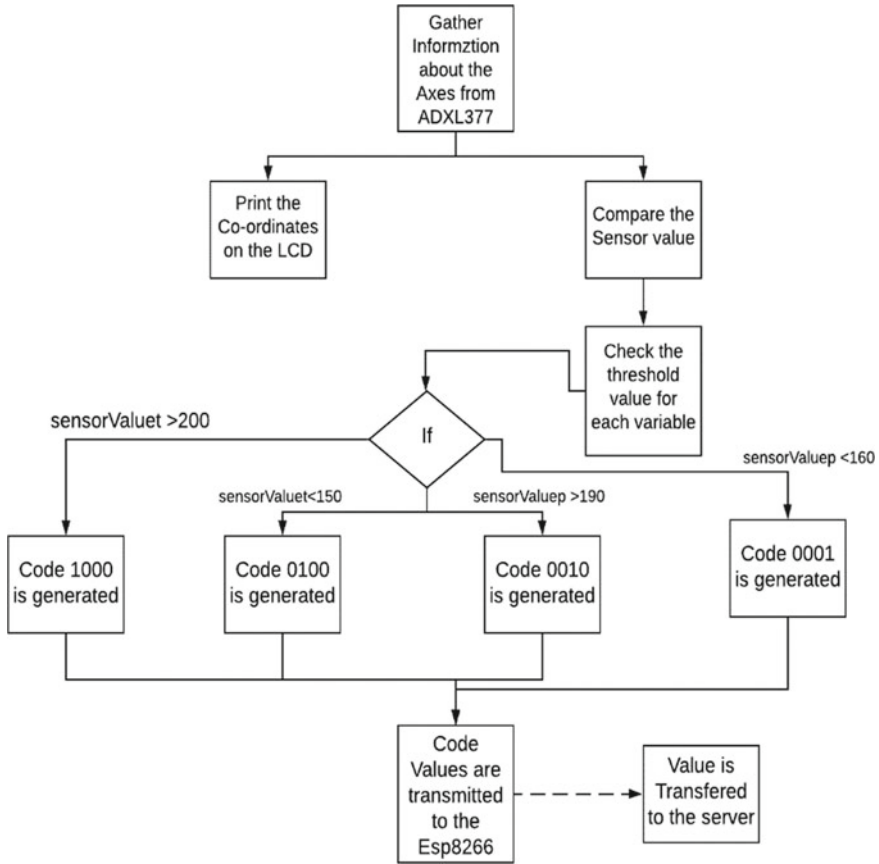 Gather
Informztion
about the
Axes from
ADXL377
Print the
Co-ordinates
on the LCD
Compare the
Sensor value
Check the
threshold
value for
each variable
If
sensorValuet >200
sensorValuet<150
sensorValuep >190
sensorValuep <160
Code 1000
is generated
Code 0100
is generated
Code 0010
is generated
Code 0001
is generated
Code
Values are
transmitted
to the
Esp8266
Value is
Transfered
to the server